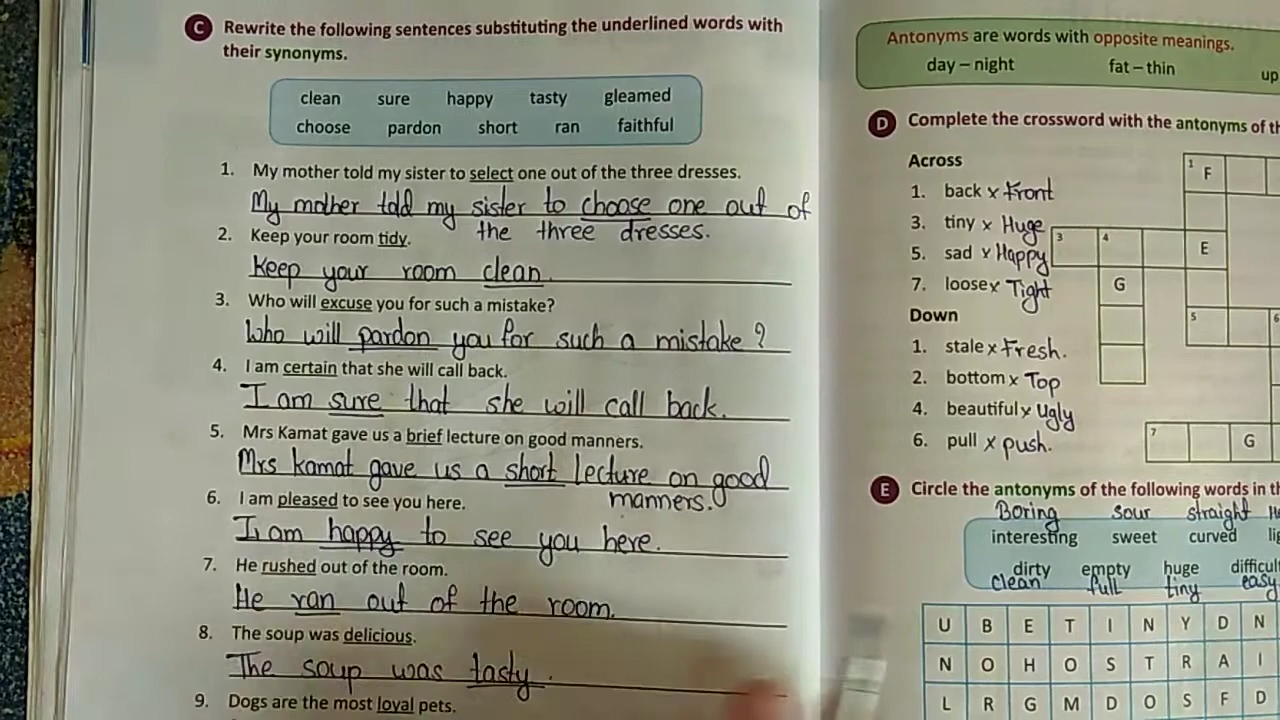 C Rewrite the following sentences substituting the underlined words with
their synonyms.
clean sure happy tasty gleamed
choose pardon short ran faithful
1. My mother told my sister to select one out of the three dresses.
My mother told my sister to choose one out of
the three dresses.
2. Keep your room tidy.
Keep your room clean.
3. Who will excuse you for such a mistake?
Who will pardon you for such a mistake?
4. I am certain that she will call back.
I am sure that she will call back.
5. Mrs Kamat gave us a brief lecture on good manners.
Mrs Kamat gave us a short lecture on good
manners.
6. I am pleased to see you here.
I am happy to see you here.
7. He rushed out of the room.
He ran out of the room.
8. The soup was delicious.
The soup was tasty.
9. Dogs are the most loyal pets.
Antonyms are words with opposite meanings.
day – night fat – thin up
D Complete the crossword with the antonyms of
Across
1. back x Front
3. tiny x Huge
5. sad x Happy
7. loose x Tight
Down
1. stale x Fresh.
2. bottom x Top
4. beautiful x Ugly
6. pull x push.
1 F
3 4 E
G
5 6
7 G
E Circle the antonyms of the following words in
Boring sour straight
interesting sweet curved
dirty empty huge difficult
clean full tiny easy
U B E T I N Y D N
N O H O S T R A I
L R G M D O S F D